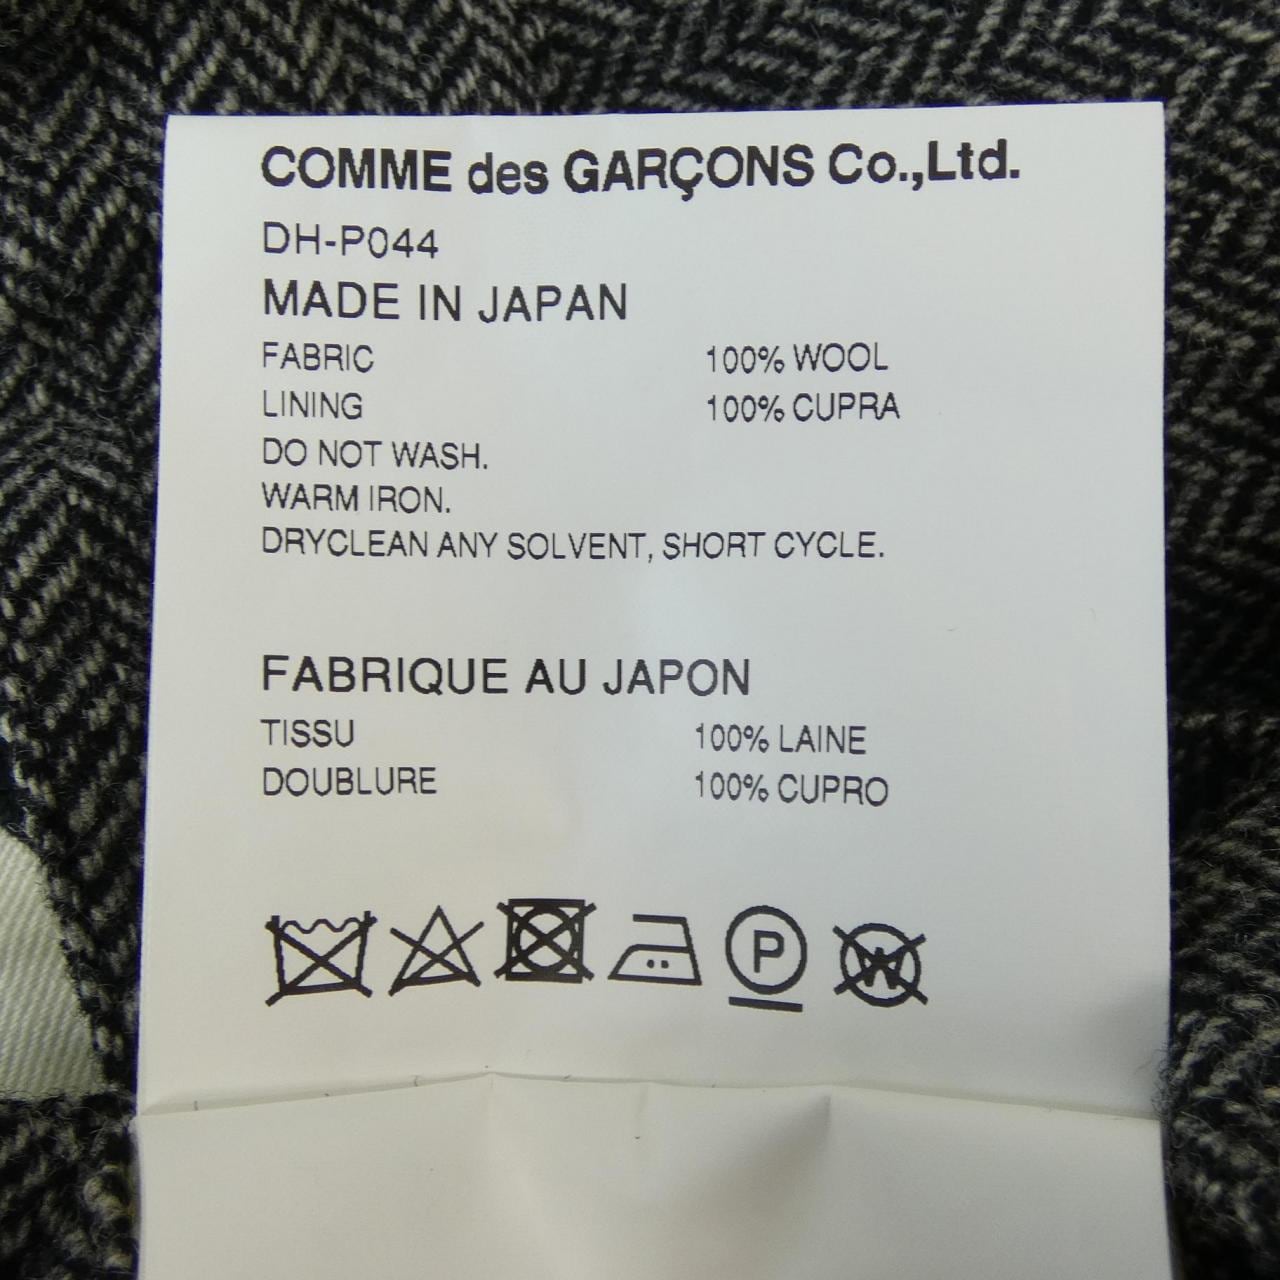 COMME des GARÇONS Co.,Ltd.
DH-P044
MADE IN JAPAN
FABRIC 100% WOOL
LINING 100% CUPRA
DO NOT WASH.
WARM IRON.
DRYCLEAN ANY SOLVENT, SHORT CYCLE.
FABRIQUE AU JAPON
TISSU 100% LAINE
DOUBLURE 100% CUPRO
P W